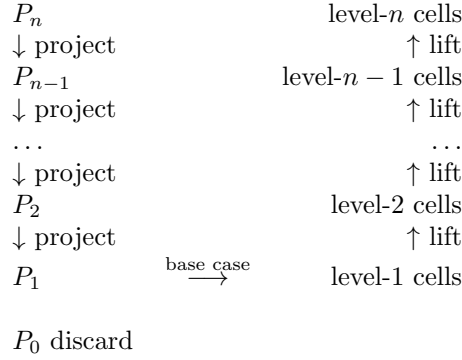 P_n level-n cells
↓ project ↑ lift
P_{n−1} level-n − 1 cells
↓ project ↑ lift
... ...
↓ project ↑ lift
P_2 level-2 cells
↓ project ↑ lift
P_1 base case ⟶ level-1 cells
P_0 discard